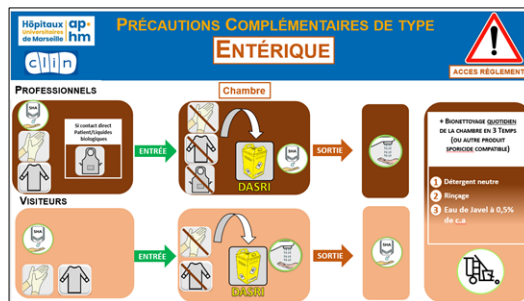 Hôpitaux
Universitaires
de Marseille
ap·
hm
clin
PRÉCAUTIONS COMPLÉMENTAIRES DE TYPE
ENTÉRIQUE
ACCES RÈGLEMENTÉ
PROFESSIONNELS
Chambre
SHA
Si contact direct
Patient/Liquides
biologiques
ENTRÉE
DASRI
SHA
SORTIE
+ BIONETTOYAGE QUOTIDIEN
DE LA CHAMBRE EN 3 TEMPS
(OU AUTRE PRODUIT
SPORICIDE COMPATIBLE)
1 Détergent neutre
2 Rinçage
3 Eau de Javel à 0,5%
de c.a
VISITEURS
SHA
ENTRÉE
DASRI
SORTIE
SHA